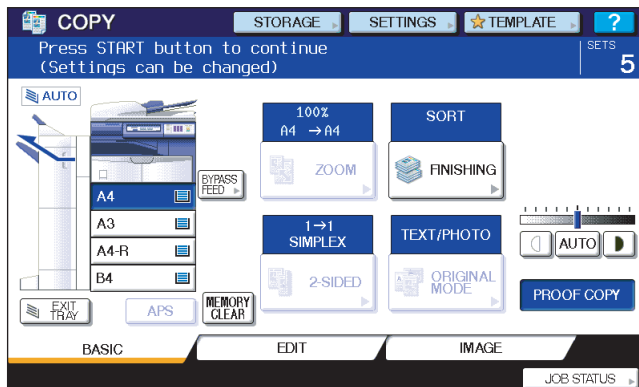 COPY
STORAGE
SETTINGS
TEMPLATE
?
Press START button to continue
(Settings can be changed)
SETS
5
AUTO
100%
A4 →A4
ZOOM
SORT
FINISHING
BYPASS
FEED
A4
A3
A4-R
B4
1→1
SIMPLEX
2-SIDED
TEXT/PHOTO
ORIGINAL
MODE
AUTO
PROOF COPY
EXIT
TRAY
APS
MEMORY
CLEAR
BASIC
EDIT
IMAGE
JOB STATUS